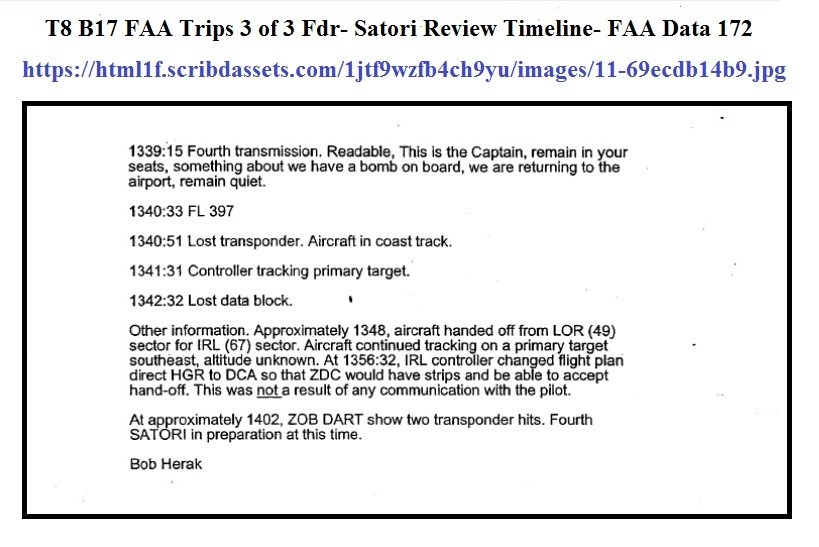 T8 B17 FAA Trips 3 of 3 Fdr- Satori Review Timeline- FAA Data 172
https://html1f.scribdassets.com/1jtf9wzfb4ch9yu/images/11-69ecdb14b9.jpg
1339:15 Fourth transmission. Readable, This is the Captain, remain in your
seats, something about we have a bomb on board, we are returning to the
airport, remain quiet.
1340:33 FL 397
1340:51 Lost transponder. Aircraft in coast track.
1341:31 Controller tracking primary target.
1342:32 Lost data block.
Other information. Approximately 1348, aircraft handed off from LOR (49)
sector for IRL (67) sector. Aircraft continued tracking on a primary target
southeast, altitude unknown. At 1356:32, IRL controller changed flight plan
direct HGR to DCA so that ZDC would have strips and be able to accept
hand-off. This was not a result of any communication with the pilot.
At approximately 1402, ZOB DART show two transponder hits. Fourth
SATORI in preparation at this time.
Bob Herak